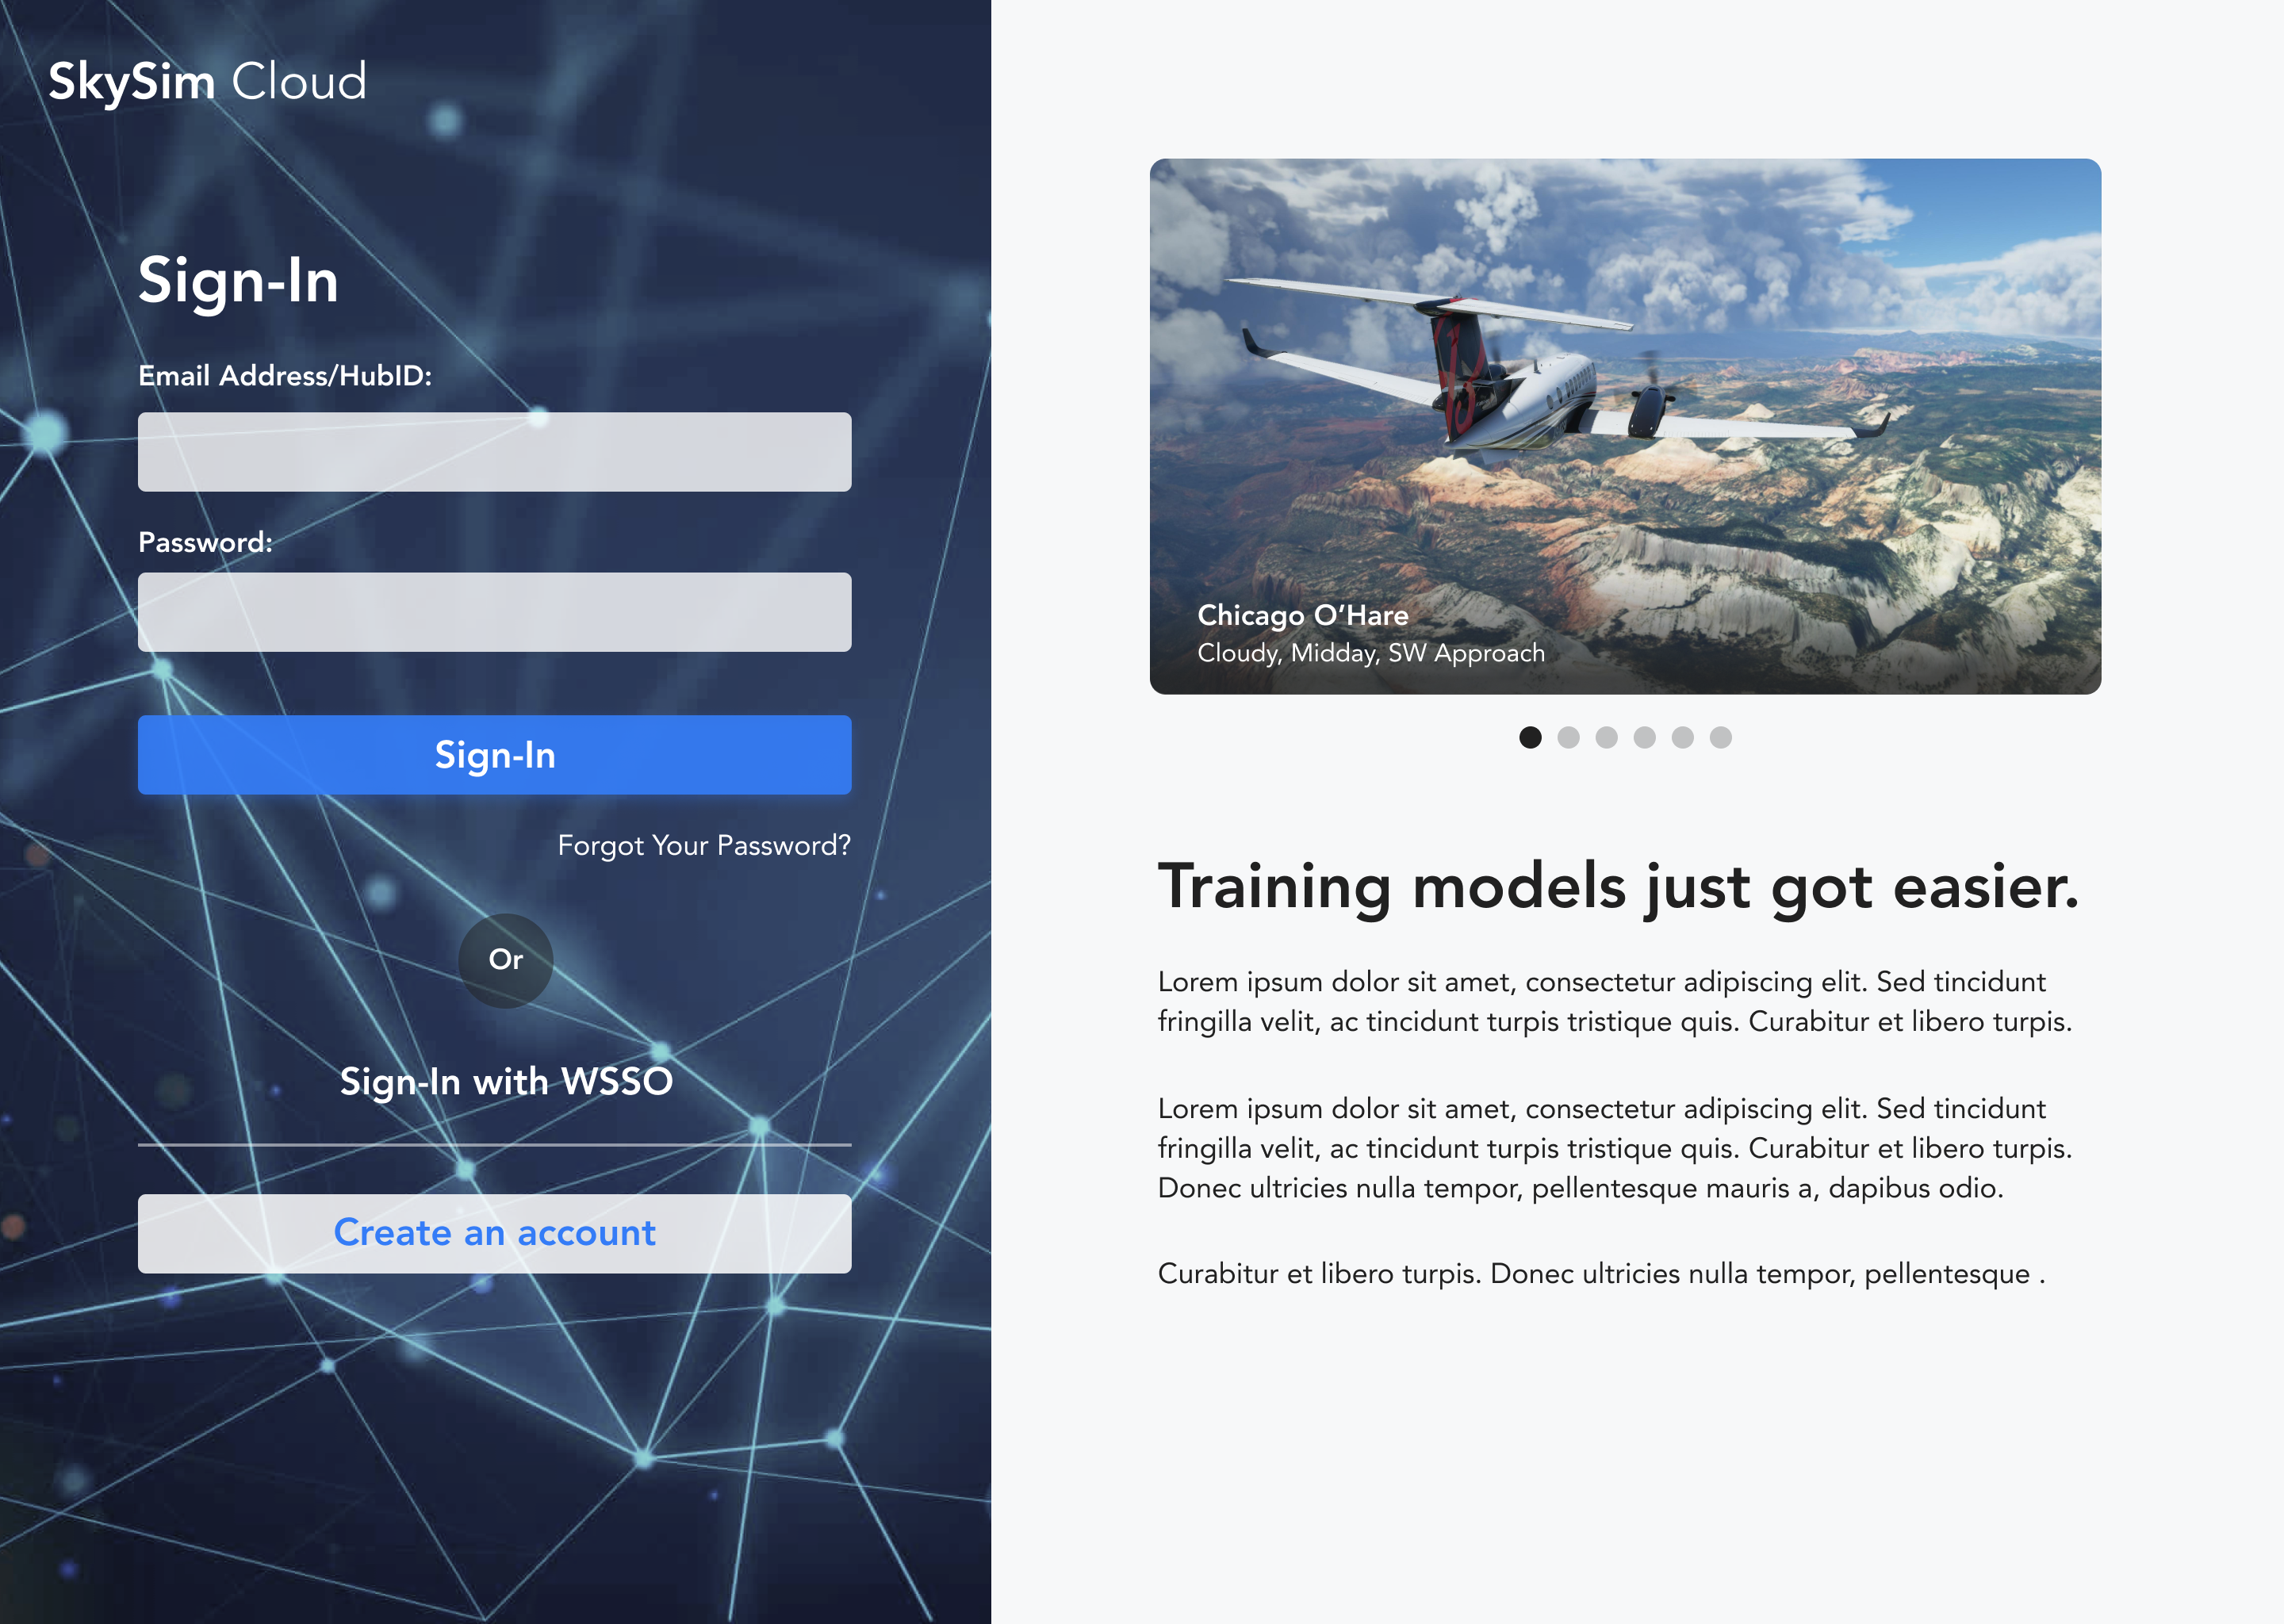 SkySim Cloud
Sign-In
Email Address/HubID:
Password:
Sign-In
Forgot Your Password?
Or
Sign-In with WSSO
Create an account
Chicago O’Hare
Cloudy, Midday, SW Approach
Training models just got easier.
Lorem ipsum dolor sit amet, consectetur adipiscing elit. Sed tincidunt
fringilla velit, ac tincidunt turpis tristique quis. Curabitur et libero turpis.
Lorem ipsum dolor sit amet, consectetur adipiscing elit. Sed tincidunt
fringilla velit, ac tincidunt turpis tristique quis. Curabitur et libero turpis.
Donec ultricies nulla tempor, pellentesque mauris a, dapibus odio.
Curabitur et libero turpis. Donec ultricies nulla tempor, pellentesque .